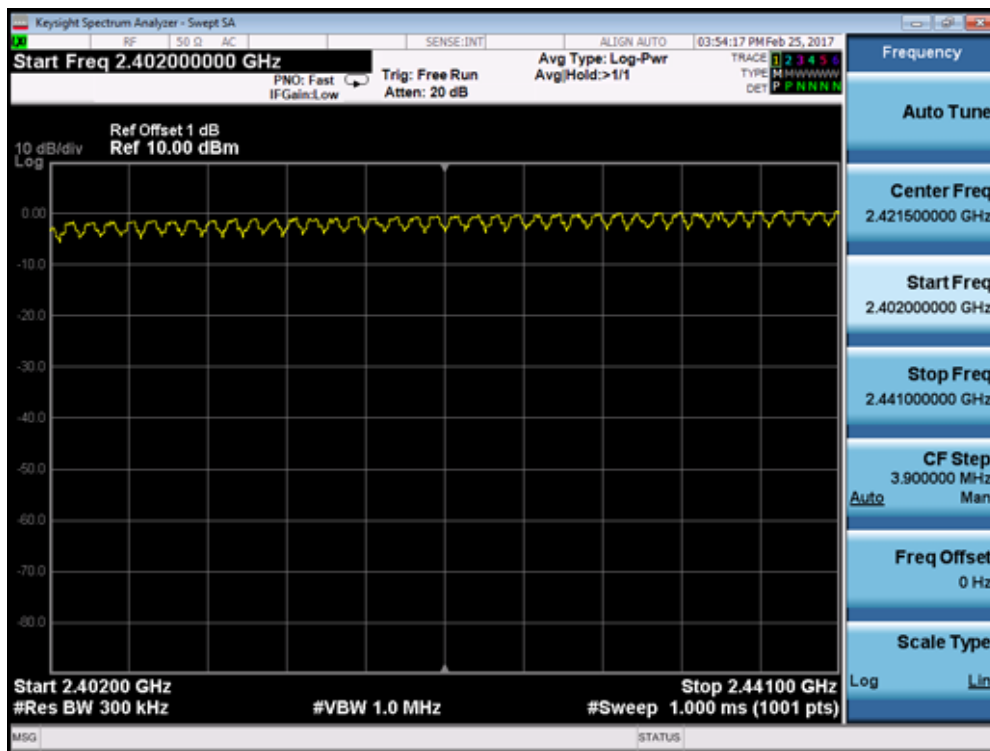 Keysight Spectrum Analyzer - Swept SA
LXI RF 50 Ω AC SENSE:INT ALIGN AUTO 03:54:17 PM Feb 25, 2017
Start Freq 2.402000000 GHz
PNO: Fast
IFGain:Low
Trig: Free Run
Atten: 20 dB
Avg Type: Log-Pwr
Avg|Hold:>1/1
TRACE 1 2 3 4 5 6
TYPE M M W W W W W
DET P P N N N N
Ref Offset 1 dB
10 dB/div Ref 10.00 dBm
Log
0.00
-10.0
-20.0
-30.0
-40.0
-50.0
-60.0
-70.0
-80.0
Start 2.40200 GHz Stop 2.44100 GHz
#Res BW 300 kHz #VBW 1.0 MHz #Sweep 1.000 ms (1001 pts)
MSG STATUS
Frequency
Auto Tune
Center Freq
2.421500000 GHz
Start Freq
2.402000000 GHz
Stop Freq
2.441000000 GHz
CF Step
3.900000 MHz
Auto Man
Freq Offset
0 Hz
Scale Type
Log Lin